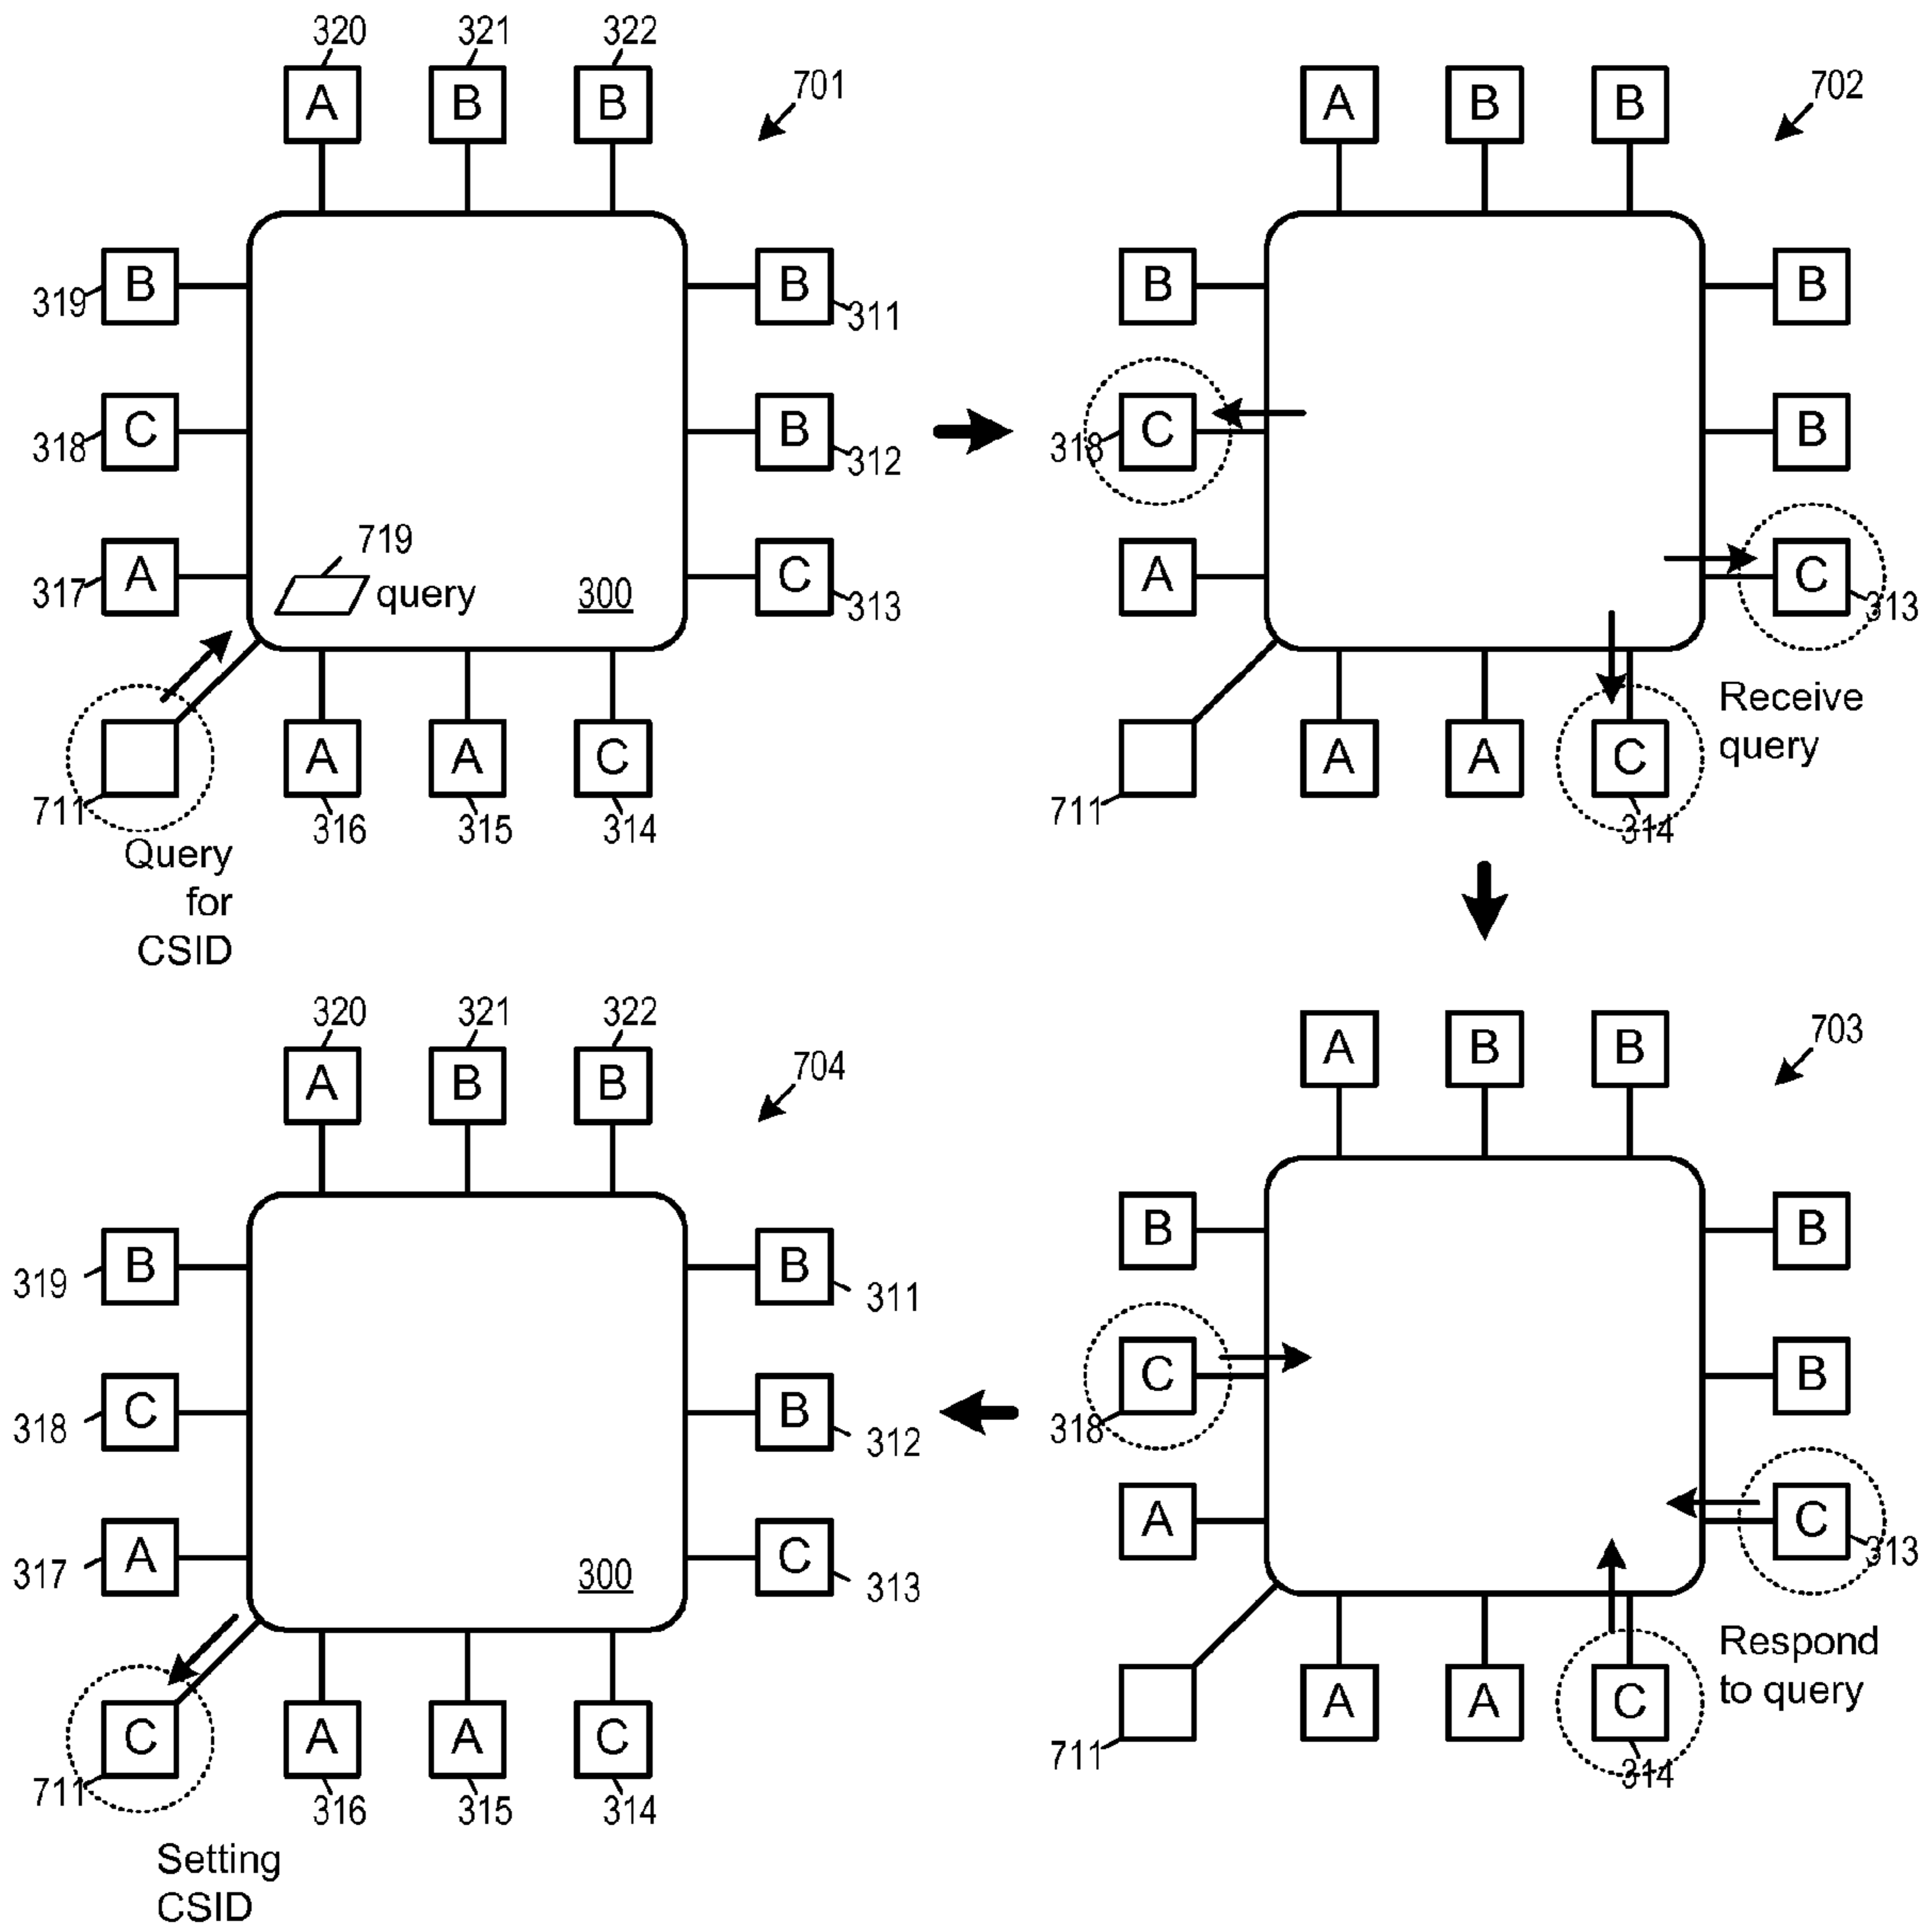 320 321 322
A B B
701
B B
319 311
C B
318 312
719
A query 300 C
317 313
A A C
711
316 315 314
Query
for
CSID
702
A B B
B B
C B
318
A C
313
Receive
query
A A C
711
314
703
A B B
B B
C B
318
A C
313
Respond
to query
A A C
711
314
320 321 322
704
A B B
B B
319 311
C B
318 312
A 300 C
317 313
C A A C
711
316 315 314
Setting
CSID